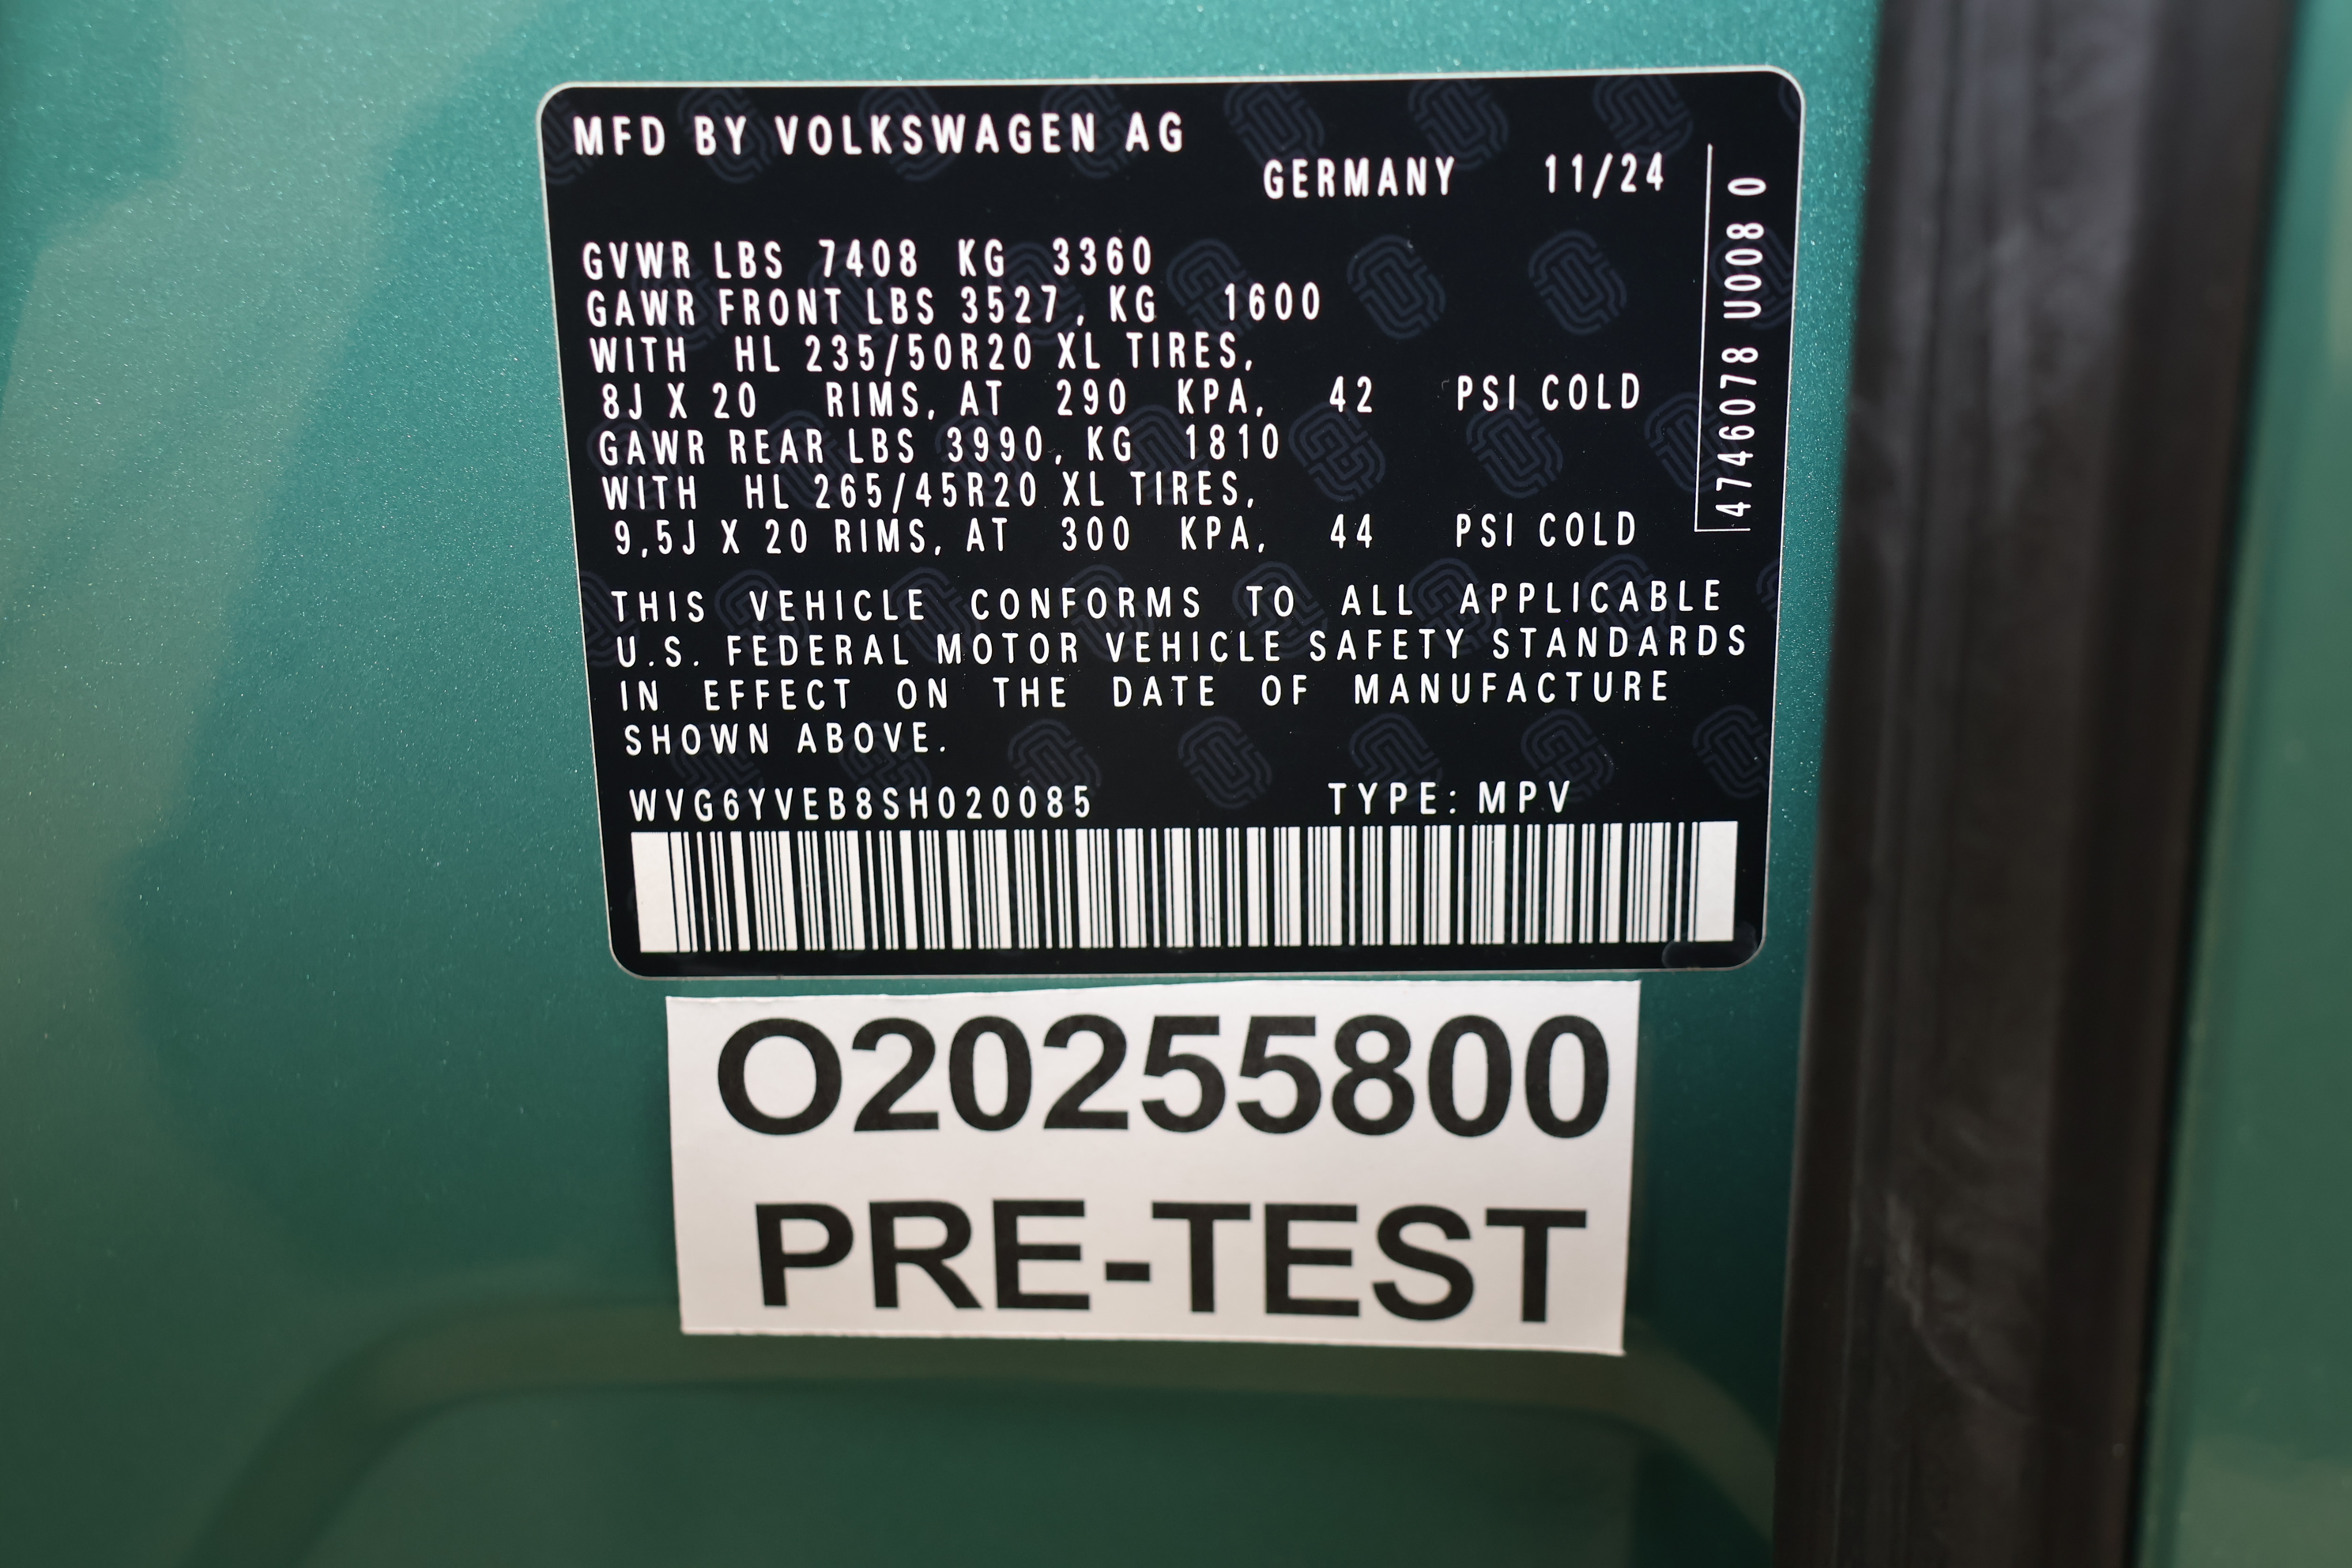 MFD BY VOLKSWAGEN AG
GERMANY 11/24
GVWR LBS 7408 KG 3360
GAWR FRONT LBS 3527, KG 1600
WITH HL 235/50R20 XL TIRES,
8J X 20 RIMS, AT 290 KPA, 42 PSI COLD
GAWR REAR LBS 3990, KG 1810
WITH HL 265/45R20 XL TIRES,
9,5J X 20 RIMS, AT 300 KPA, 44 PSI COLD
THIS VEHICLE CONFORMS TO ALL APPLICABLE
U.S. FEDERAL MOTOR VEHICLE SAFETY STANDARDS
IN EFFECT ON THE DATE OF MANUFACTURE
SHOWN ABOVE.
WVG6YVEB8SH020085 TYPE: MPV
4746078 U008 0
O20255800
PRE-TEST